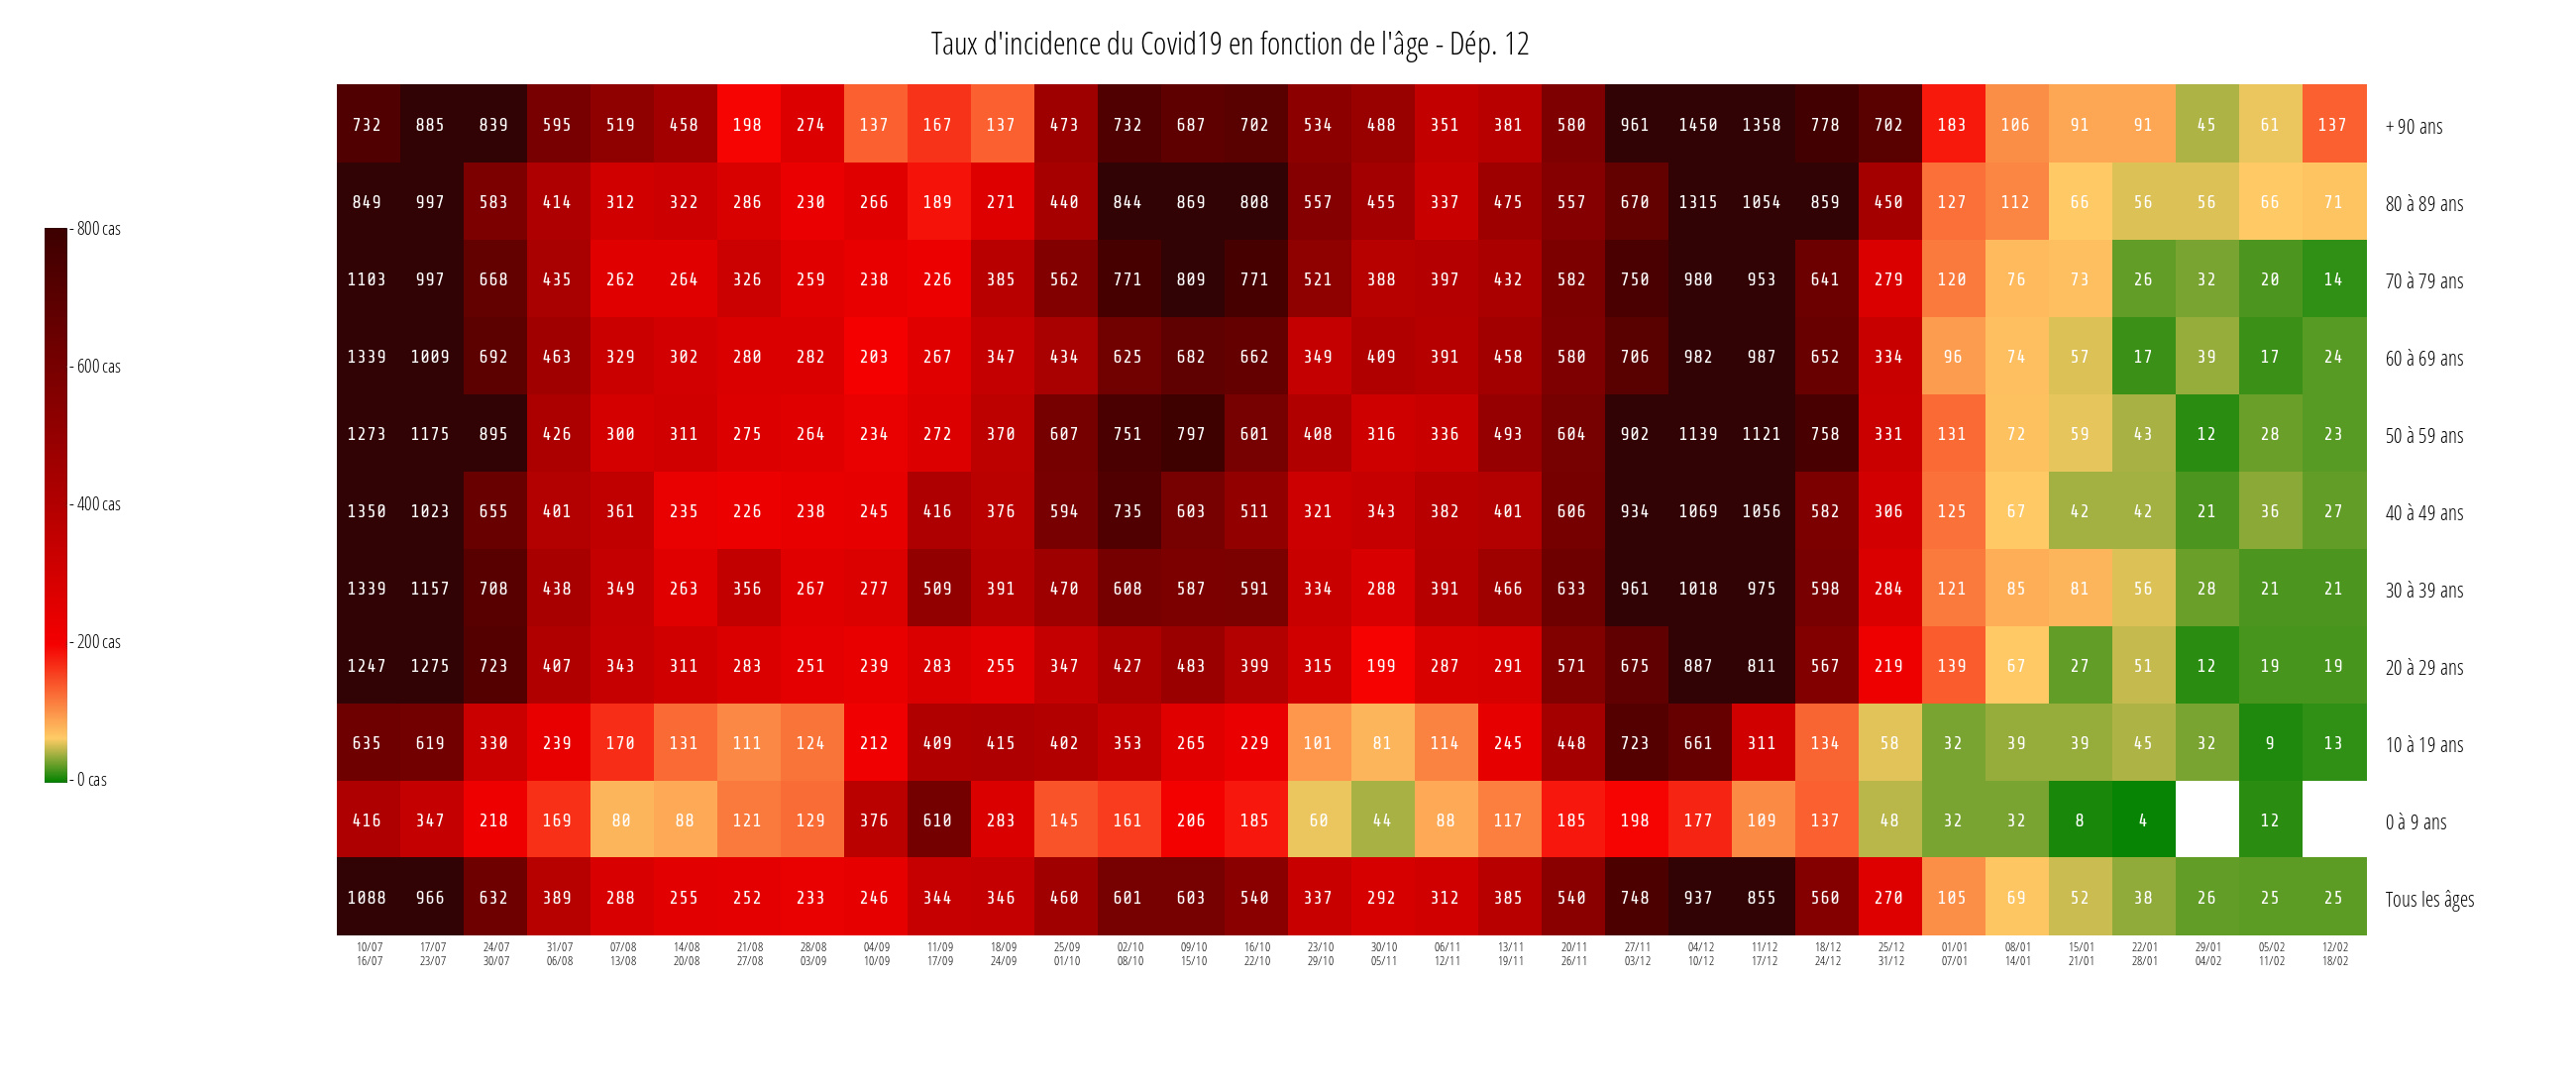 Taux d'incidence du Covid19 en fonction de l'âge - Dép. 12
- 800 cas
- 600 cas
- 400 cas
- 200 cas
- 0 cas
732 885 839 595 519 458 198 274 137 167 137 473 732 687 702 534 488 351 381 580 961 1450 1358 778 702 183 106 91 91 45 61 137 + 90 ans
849 997 583 414 312 322 286 230 266 189 271 440 844 869 808 557 455 337 475 557 670 1315 1054 859 450 127 112 66 56 56 66 71 80 à 89 ans
1103 997 668 435 262 264 326 259 238 226 385 562 771 809 771 521 388 397 432 582 750 980 953 641 279 120 76 73 26 32 20 14 70 à 79 ans
1339 1009 692 463 329 302 280 282 203 267 347 434 625 682 662 349 409 391 458 580 706 982 987 652 334 96 74 57 17 39 17 24 60 à 69 ans
1273 1175 895 426 300 311 275 264 234 272 370 607 751 797 601 408 316 336 493 604 902 1139 1121 758 331 131 72 59 43 12 28 23 50 à 59 ans
1350 1023 655 401 361 235 226 238 245 416 376 594 735 603 511 321 343 382 401 606 934 1069 1056 582 306 125 67 42 42 21 36 27 40 à 49 ans
1339 1157 708 438 349 263 356 267 277 509 391 470 608 587 591 334 288 391 466 633 961 1018 975 598 284 121 85 81 56 28 21 21 30 à 39 ans
1247 1275 723 407 343 311 283 251 239 283 255 347 427 483 399 315 199 287 291 571 675 887 811 567 219 139 67 27 51 12 19 19 20 à 29 ans
635 619 330 239 170 131 111 124 212 409 415 402 353 265 229 101 81 114 245 448 723 661 311 134 58 32 39 39 45 32 9 13 10 à 19 ans
416 347 218 169 80 88 121 129 376 610 283 145 161 206 185 60 44 88 117 185 198 177 109 137 48 32 32 8 4 12 0 à 9 ans
1088 966 632 389 288 255 252 233 246 344 346 460 601 603 540 337 292 312 385 540 748 937 855 560 270 105 69 52 38 26 25 25 Tous les âges
10/07 17/07 24/07 31/07 07/08 14/08 21/08 28/08 04/09 11/09 18/09 25/09 02/10 09/10 16/10 23/10 30/10 06/11 13/11 20/11 27/11 04/12 11/12 18/12 25/12 01/01 08/01 15/01 22/01 29/01 05/02 12/02
16/07 23/07 30/07 06/08 13/08 20/08 27/08 03/09 10/09 17/09 24/09 01/10 08/10 15/10 22/10 29/10 05/11 12/11 19/11 26/11 03/12 10/12 17/12 24/12 31/12 07/01 14/01 21/01 28/01 04/02 11/02 18/02